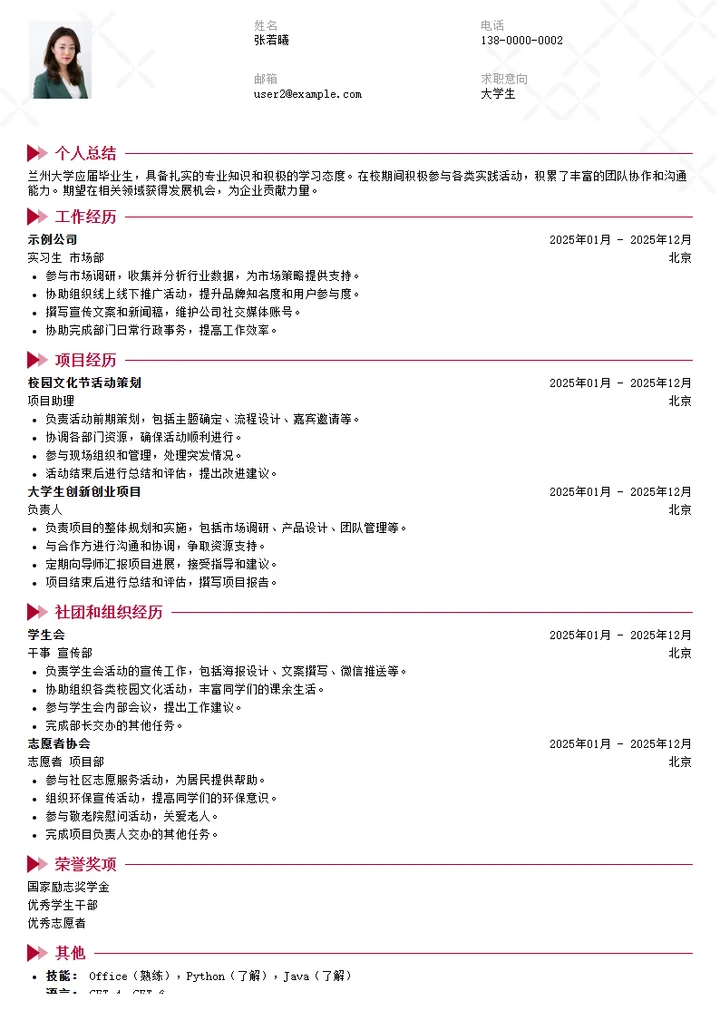 姓名
张若曦
电话
138-0000-0002
邮箱
user2@example.com
求职意向
大学生
个人总结
兰州大学应届毕业生，具备扎实的专业知识和积极的学习态度。在校期间积极参与各类实践活动，积累了丰富的团队协作和沟通
能力。期望在相关领域获得发展机会，为企业贡献力量。
工作经历
示例公司 2025年01月 - 2025年12月
实习生 市场部 北京
• 参与市场调研，收集并分析行业数据，为市场策略提供支持。
• 协助组织线上线下推广活动，提升品牌知名度和用户参与度。
• 撰写宣传文案和新闻稿，维护公司社交媒体账号。
• 协助完成部门日常行政事务，提高工作效率。
项目经历
校园文化节活动策划 2025年01月 - 2025年12月
项目助理 北京
• 负责活动前期策划，包括主题确定、流程设计、嘉宾邀请等。
• 协调各部门资源，确保活动顺利进行。
• 参与现场组织和管理，处理突发情况。
• 活动结束后进行总结和评估，提出改进建议。
大学生创新创业项目 2025年01月 - 2025年12月
负责人 北京
• 负责项目的整体规划和实施，包括市场调研、产品设计、团队管理等。
• 与合作方进行沟通和协调，争取资源支持。
• 定期向导师汇报项目进展，接受指导和建议。
• 项目结束后进行总结和评估，撰写项目报告。
社团和组织经历
学生会 2025年01月 - 2025年12月
干事 宣传部 北京
• 负责学生会活动的宣传工作，包括海报设计、文案撰写、微信推送等。
• 协助组织各类校园文化活动，丰富同学们的课余生活。
• 参与学生会内部会议，提出工作建议。
• 完成部长交办的其他任务。
志愿者协会 2025年01月 - 2025年12月
志愿者 项目部 北京
• 参与社区志愿服务活动，为居民提供帮助。
• 组织环保宣传活动，提高同学们的环保意识。
• 参与敬老院慰问活动，关爱老人。
• 完成项目负责人交办的其他任务。
荣誉奖项
国家励志奖学金
优秀学生干部
优秀志愿者
其他
• 技能： Office（熟练），Python（了解），Java（了解）